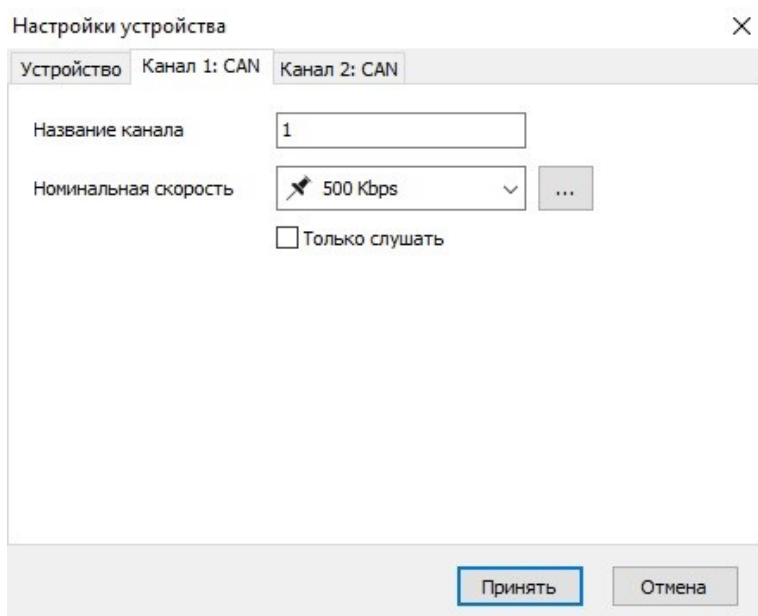 Настройки устройства
Устройство Канал 1: CAN Канал 2: CAN
Название канала 1
Номинальная скорость 500 Kbps ...
Только слушать
Принять Отмена